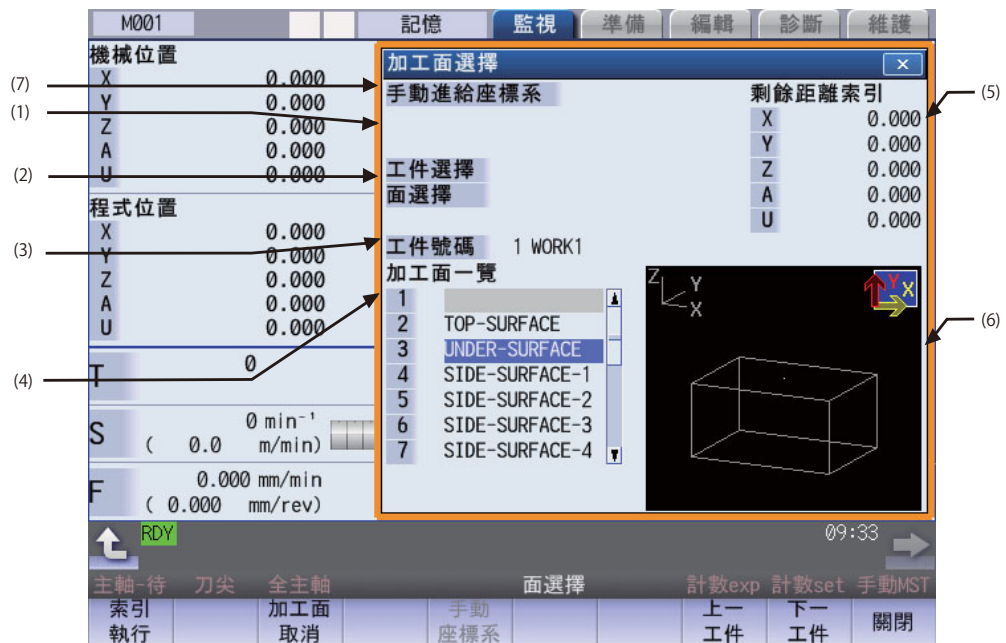 M001 記憶 監視 準備 編輯 診斷 維護
機械位置
X 0.000
Y 0.000
Z 0.000
A 0.000
U 0.000
程式位置
X 0.000
Y 0.000
Z 0.000
A 0.000
U 0.000
T 0
S 0 min⁻¹
( 0.0 m/min)
F 0.000 mm/min
( 0.000 mm/rev)
加工面選擇 ×
手動進給座標系
剩餘距離索引
X 0.000
Y 0.000
Z 0.000
A 0.000
U 0.000
工件選擇
面選擇
工件號碼 1 WORK1
加工面一覽
1
2 TOP-SURFACE
3 UNDER-SURFACE
4 SIDE-SURFACE-1
5 SIDE-SURFACE-2
6 SIDE-SURFACE-3
7 SIDE-SURFACE-4
Z Y X
Y X
(7)
(1)
(2)
(3)
(4)
(5)
(6)
RDY 09:33
主軸-待 刀尖 全主軸 面選擇 計數exp 計數set 手動MST
索引執行
加工面取消
手動座標系
上一工件
下一工件
關閉